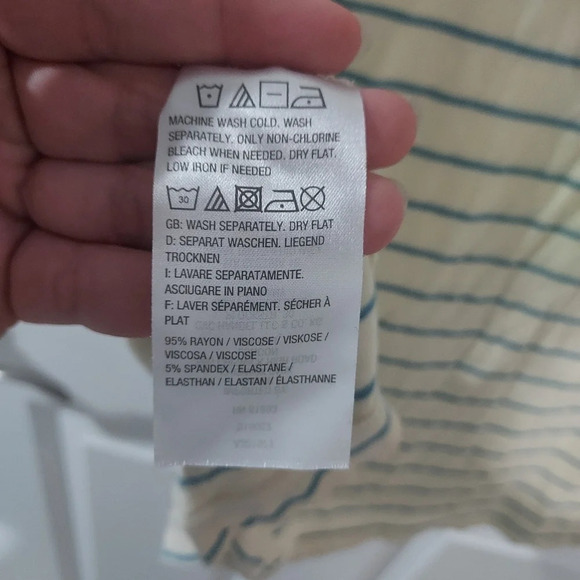 MACHINE WASH COLD. WASH
SEPARATELY. ONLY NON-CHLORINE
BLEACH WHEN NEEDED. DRY FLAT.
LOW IRON IF NEEDED
30
GB: WASH SEPARATELY. DRY FLAT
D: SEPARAT WASCHEN. LIEGEND
TROCKNEN
I: LAVARE SEPARATAMENTE.
ASCIUGARE IN PIANO
F: LAVER SÉPARÉMENT. SÉCHER À
PLAT
95% RAYON / VISCOSE / VISKOSE /
VISCOSA / VISCOSE
5% SPANDEX / ELASTANE /
ELASTHAN / ELASTAN / ÉLASTHANNE